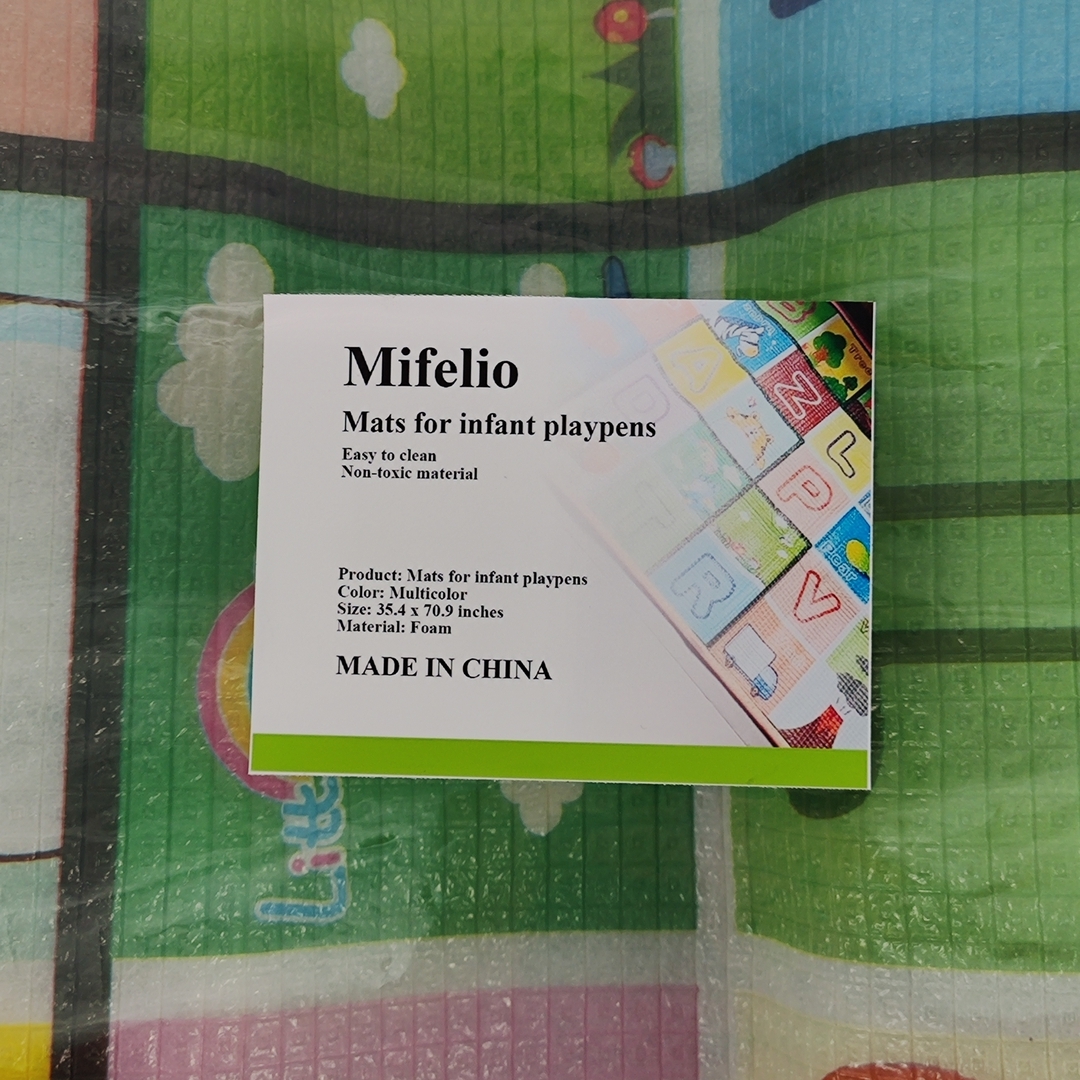 Mifelio
Mats for infant playpens
Easy to clean
Non-toxic material
Product: Mats for infant playpens
Color: Multicolor
Size: 35.4 x 70.9 inches
Material: Foam
MADE IN CHINA
B
A
N
L
D
P
I
R
V
Pear